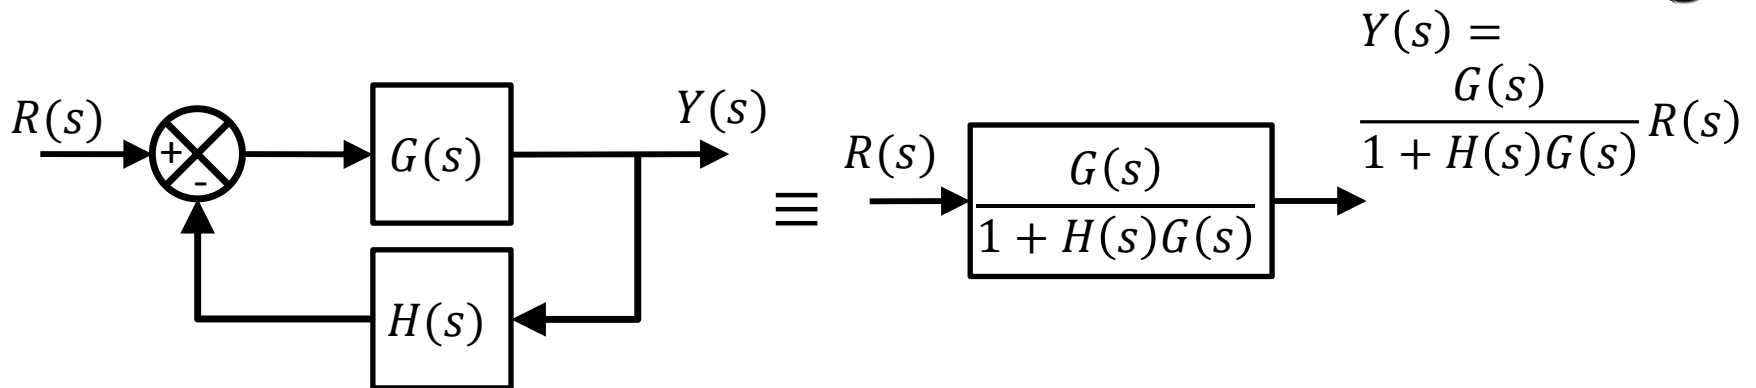 R(s)
+
-
G(s)
Y(s)
H(s)
≡
R(s)
G(s)
1 + H(s)G(s)
Y(s) =
G(s)
1 + H(s)G(s)
R(s)